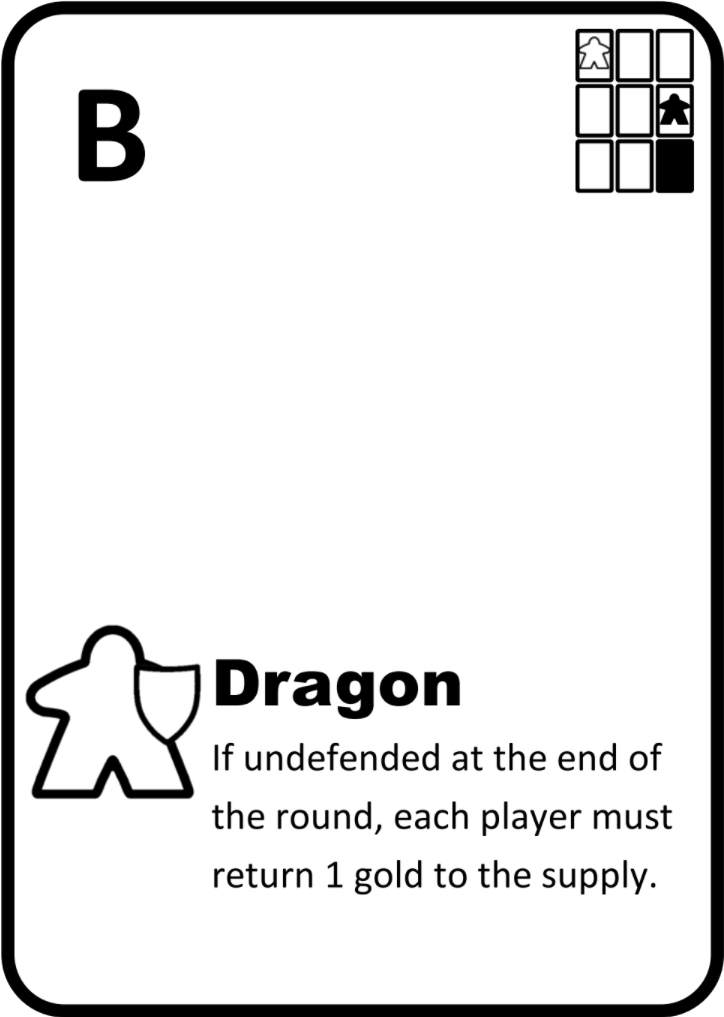 B
Dragon
If undefended at the end of
the round, each player must
return 1 gold to the supply.